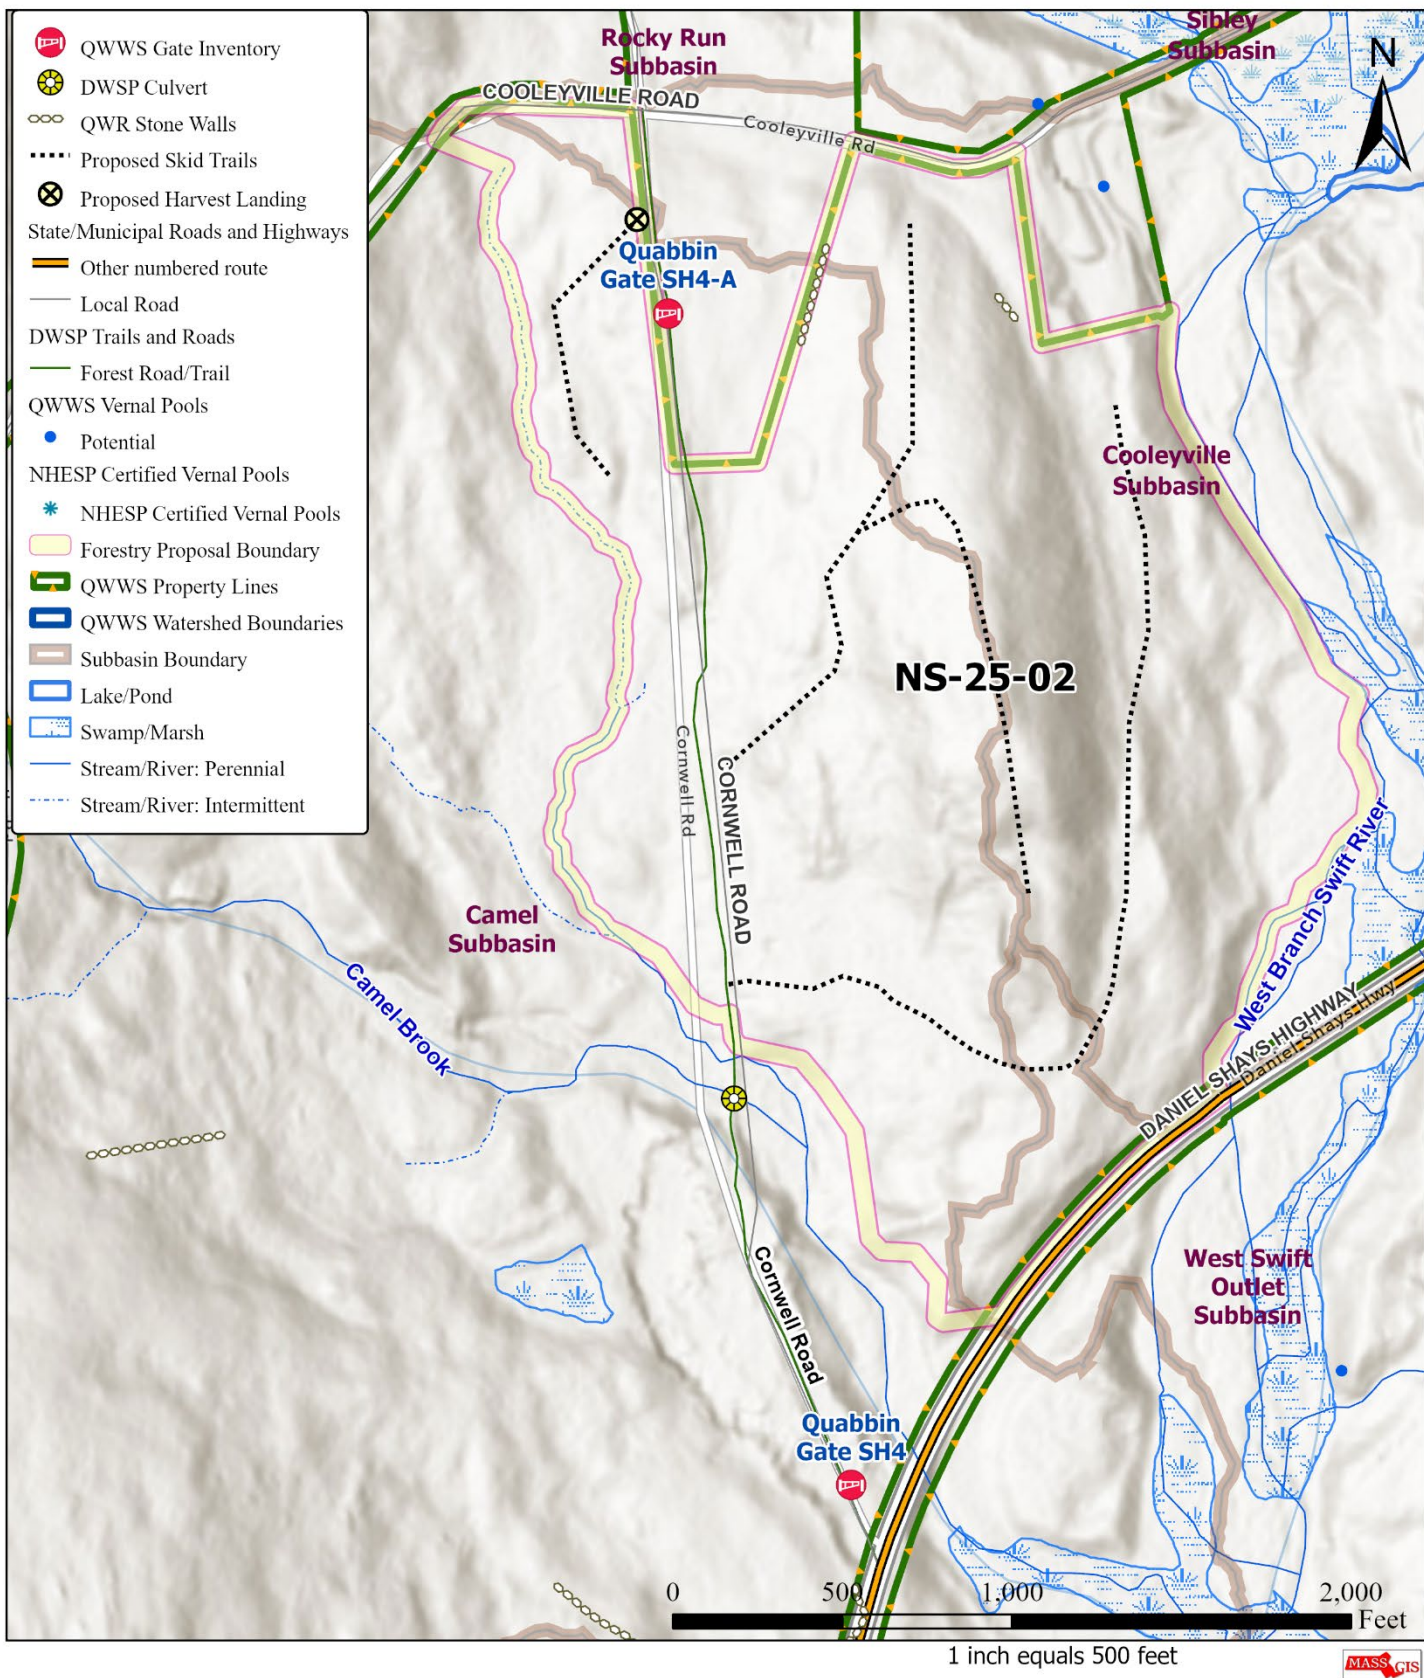 QWWS Gate Inventory
DWSP Culvert
QWR Stone Walls
Proposed Skid Trails
Proposed Harvest Landing
State/Municipal Roads and Highways
Other numbered route
Local Road
DWSP Trails and Roads
Forest Road/Trail
QWWS Vernal Pools
Potential
NHESP Certified Vernal Pools
NHESP Certified Vernal Pools
Forestry Proposal Boundary
QWWS Property Lines
QWWS Watershed Boundaries
Subbasin Boundary
Lake/Pond
Swamp/Marsh
Stream/River: Perennial
Stream/River: Intermittent
Rocky Run
Subbasin
Sibley
Subbasin
N
COOLEYVILLE ROAD
Cooleyville Rd
Quabbin
Gate SH4-A
Cooleyville
Subbasin
NS-25-02
Cornwell Rd
CORNWELL ROAD
Camel
Subbasin
Camel Brook
West Branch Swift River
DANIEL SHAYS HIGHWAY
Daniel Shays Hwy
West Swift
Outlet
Subbasin
Cornwell Road
Quabbin
Gate SH4
0 500 1,000 2,000
Feet
1 inch equals 500 feet
MASS GIS